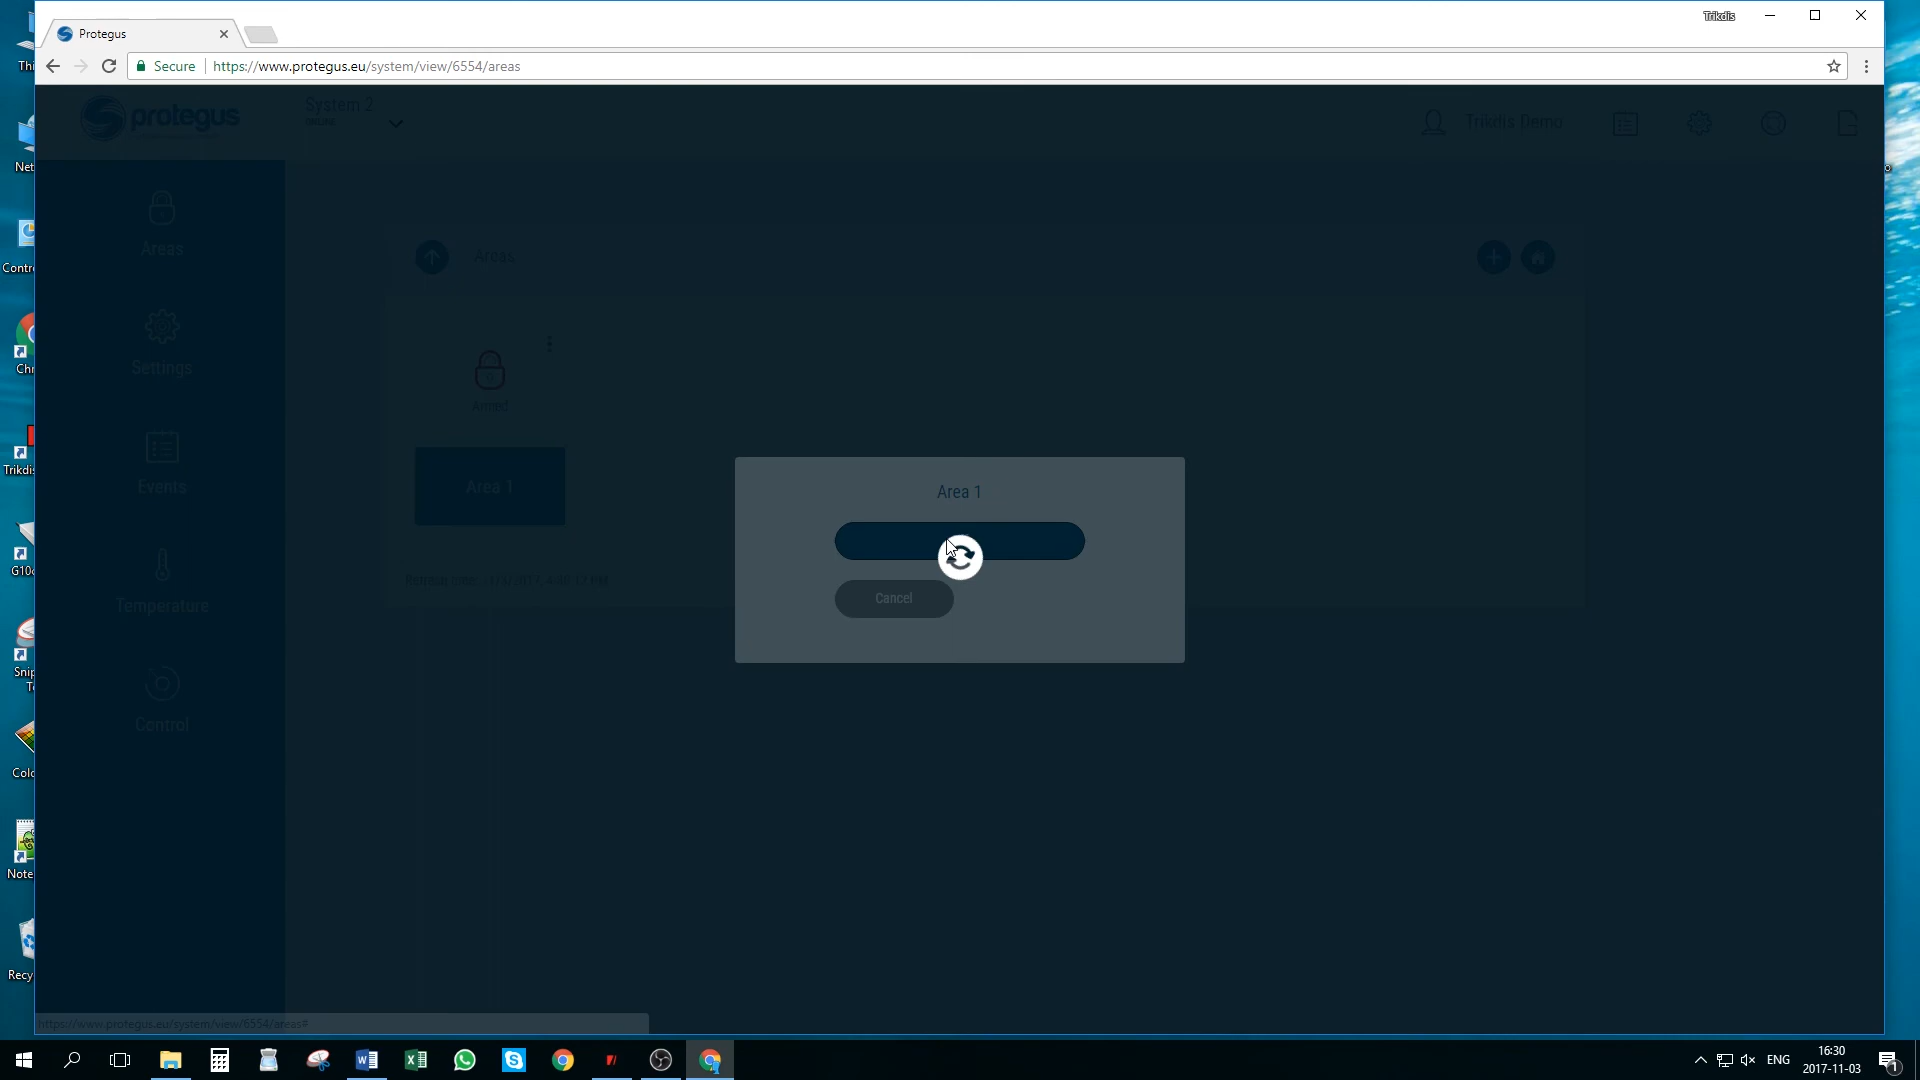 Trikdis
Protegus
Secure
https://www.protegus.eu/system/view/6554/areas
protegus
System 2
Trikdis Demo
Areas
Settings
Events
Temperature
Control
Areas
Armed
Area 1
Area 1
Cancel
https://www.protegus.eu/system/view/6554/areas#
Thi
Net
Contro
Chr
Trikdis
G10
Snip
T
Colo
Note
Recy
ENG
16:30
2017-11-03
1